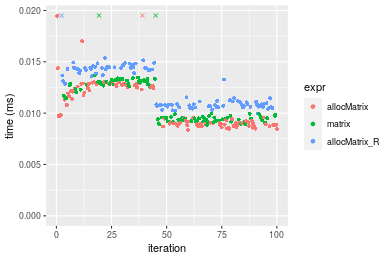 0.020
0.015
0.010
0.005
0.000
time (ms)
0
25
50
75
100
iteration
expr
allocMatrix
matrix
allocMatrix_R